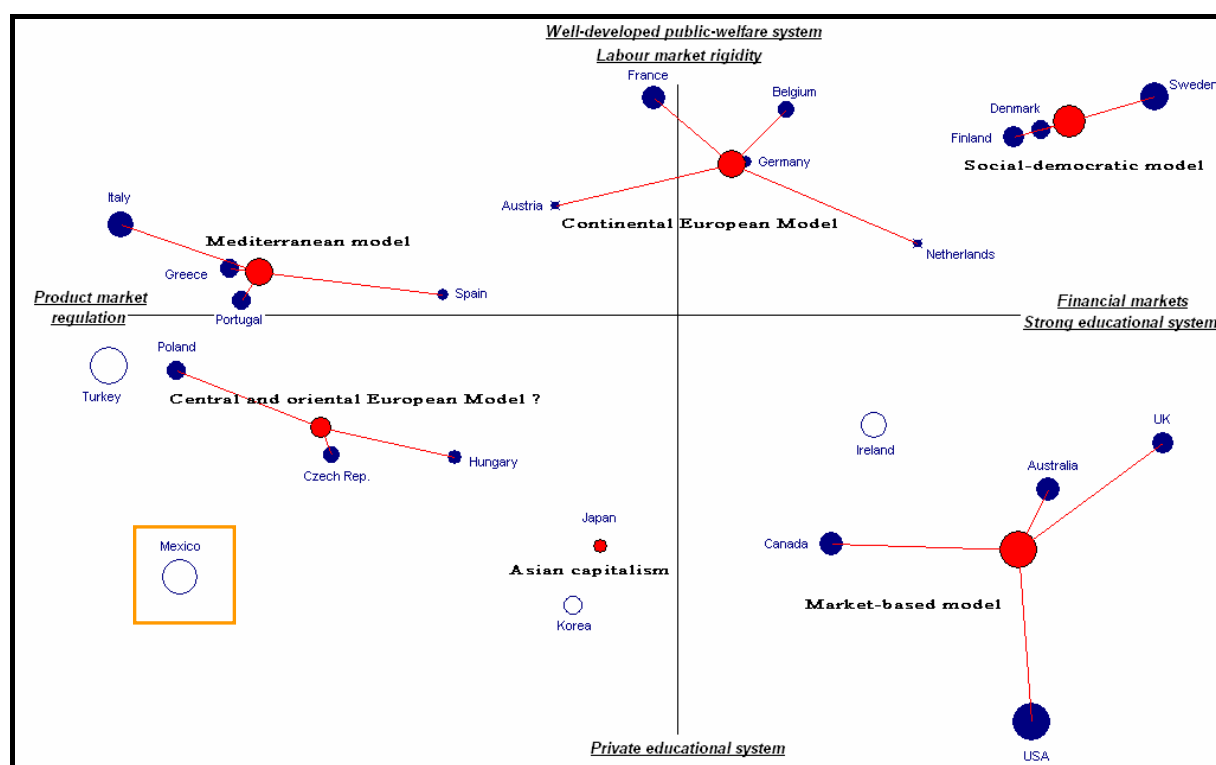 Well-developed public-welfare system
Labour market rigidity
France
Belgium
Sweden
Denmark
Finland
Germany
Social-democratic model
Italy
Austria
Continental European Model
Mediterranean model
Netherlands
Greece
Spain
Product market
regulation
Portugal
Financial markets
Strong educational system
Poland
Turkey
Central and oriental European Model ?
UK
Ireland
Hungary
Czech Rep.
Australia
Japan
Mexico
Canada
Asian capitalism
Market-based model
Korea
Private educational system
USA